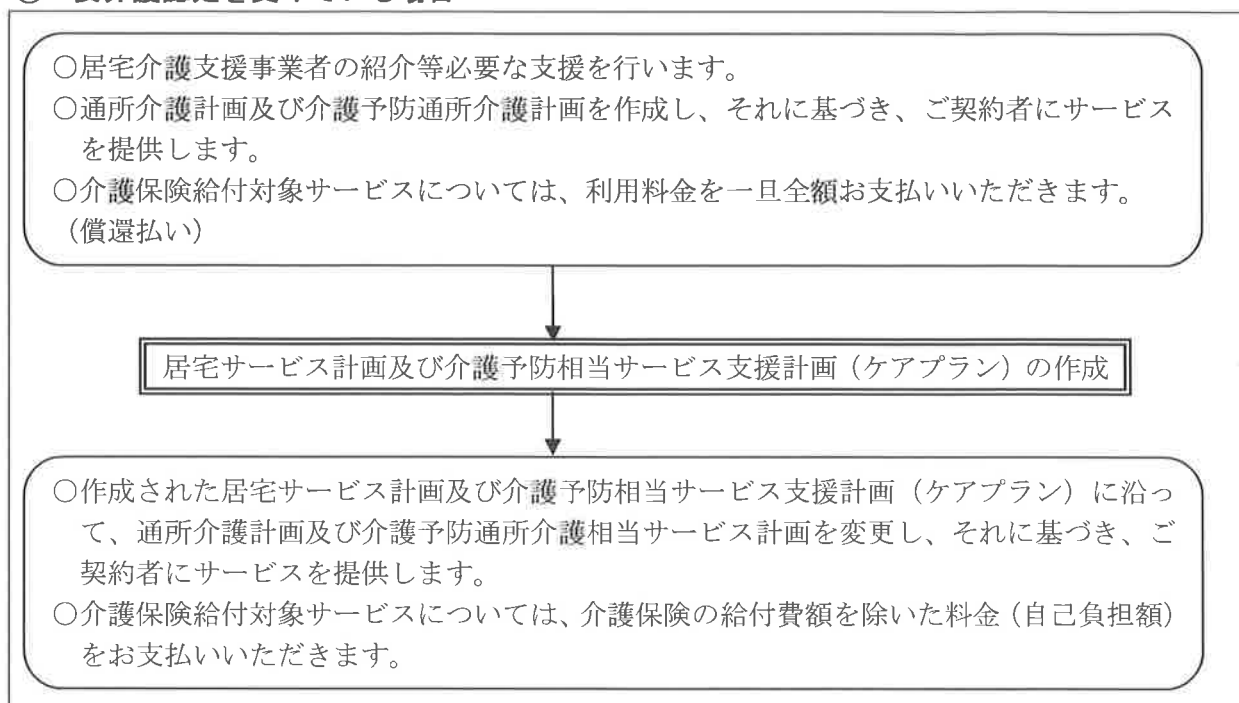 ○居宅介護支援事業者の紹介等必要な支援を行います。
○通所介護計画及び介護予防通所介護計画を作成し、それに基づき、ご契約者にサービス
を提供します。
○介護保険給付対象サービスについては、利用料金を一旦全額お支払いいただきます。
（償還払い）
居宅サービス計画及び介護予防相当サービス支援計画（ケアプラン）の作成
○作成された居宅サービス計画及び介護予防相当サービス支援計画（ケアプラン）に沿っ
て、通所介護計画及び介護予防通所介護相当サービス計画を変更し、それに基づき、ご
契約者にサービスを提供します。
○介護保険給付対象サービスについては、介護保険の給付費額を除いた料金（自己負担額）
をお支払いいただきます。